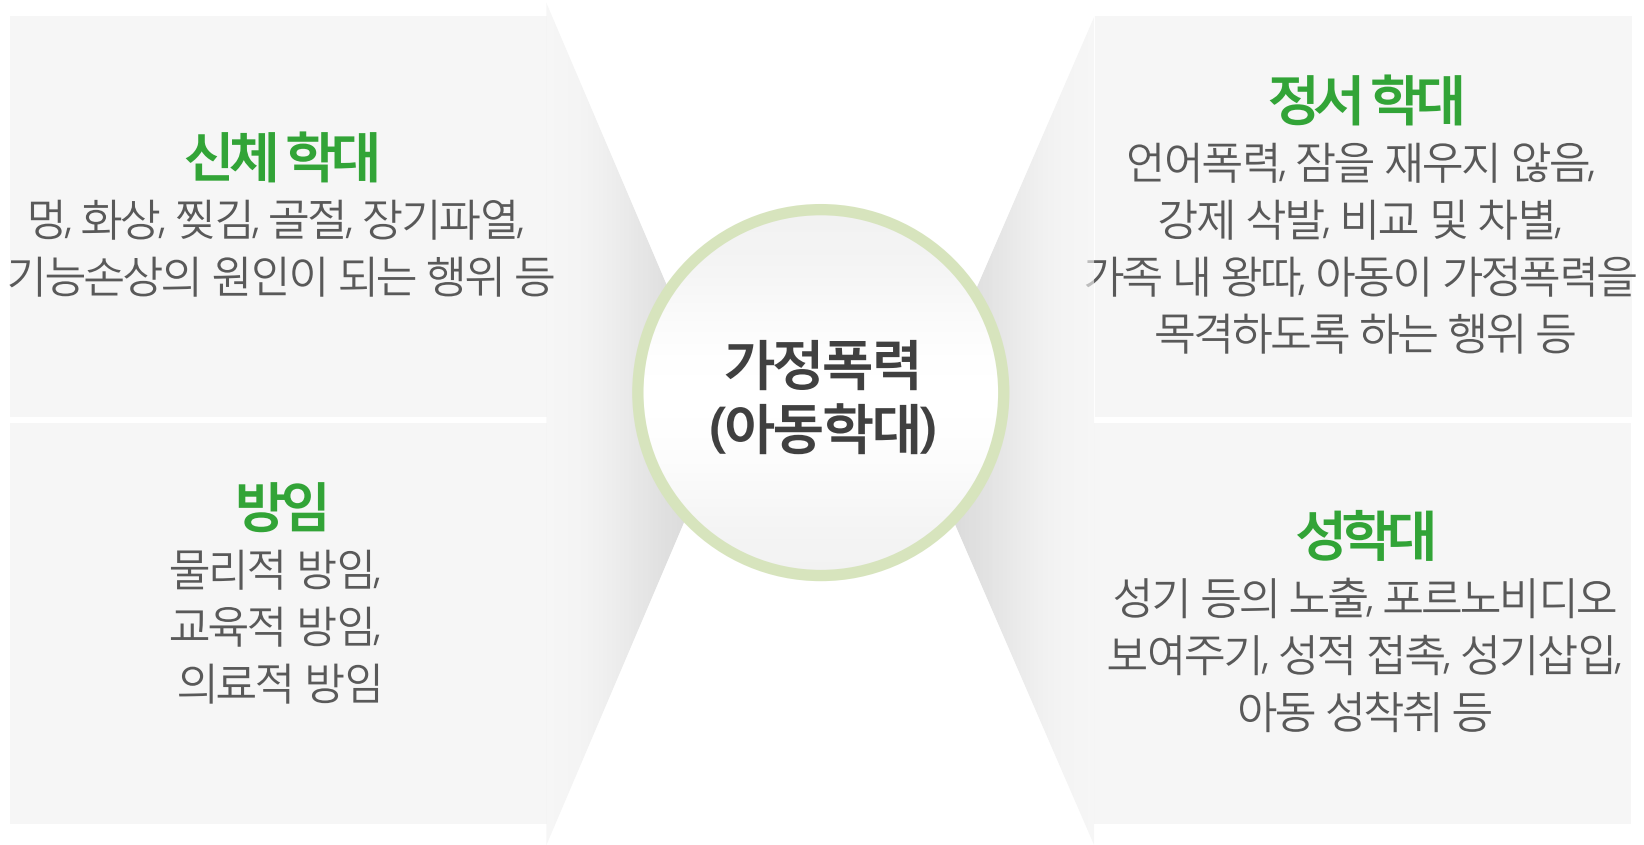 신체 학대
멍, 화상, 찢김, 골절, 장기파열,
기능손상의 원인이 되는 행위 등
정서 학대
언어폭력, 잠을 재우지 않음,
강제 삭발, 비교 및 차별,
가족 내 왕따, 아동이 가정폭력을
목격하도록 하는 행위 등
가정폭력
(아동학대)
방임
물리적 방임,
교육적 방임,
의료적 방임
성학대
성기 등의 노출, 포르노비디오
보여주기, 성적 접촉, 성기삽입,
아동 성착취 등